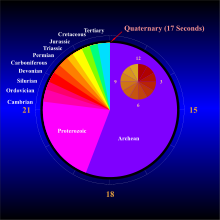 Quaternary (17 Seconds)
Tertiary
Cretaceous
Jurassic
Triassic
Permian
Carboniferous
Devonian
Silurian
Ordovician
Cambrian
Proterozoic
Archean
12
3
6
9
15
18
21